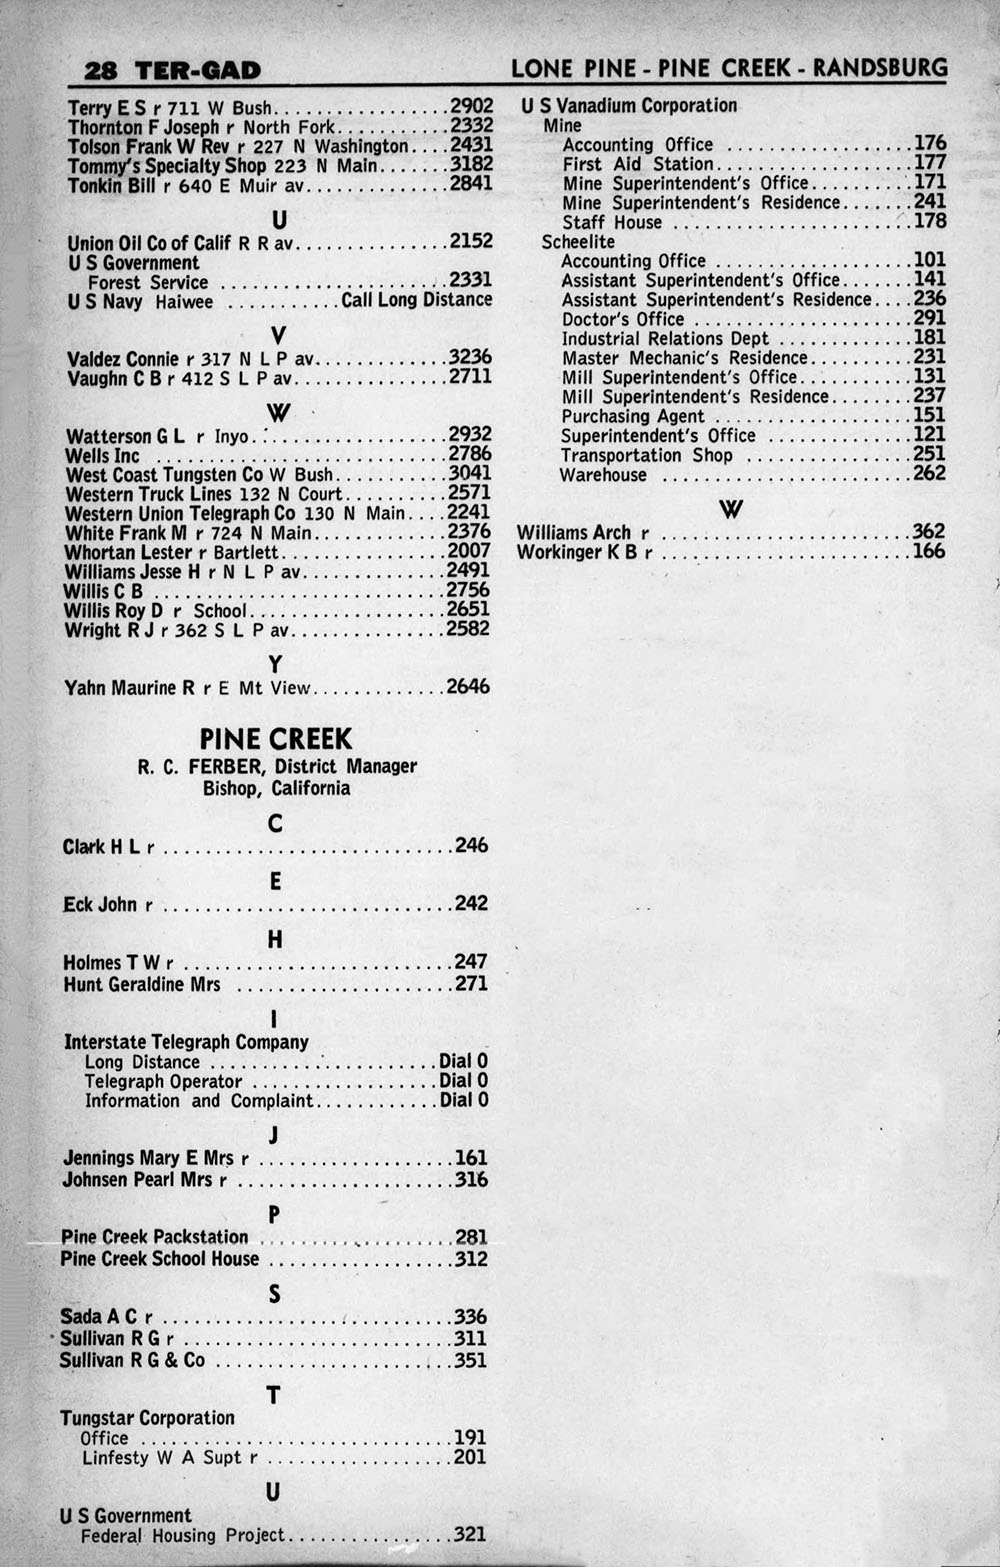 28 TER-GAD
LONE PINE - PINE CREEK - RANDSBURG
Terry E S r 711 W Bush.................2902
Thornton F Joseph r North Fork...........2332
Tolson Frank W Rev r 227 N Washington....2431
Tommy's Specialty Shop 223 N Main.......3182
Tonkin Bill r 640 E Muir av..............2841
U
Union Oil Co of Calif R R av...............2152
U S Government
Forest Service ......................2331
U S Navy Haiwee ...........Call Long Distance
V
Valdez Connie r 317 N L P av.............3236
Vaughn C B r 412 S L P av...............2711
W
Watterson G L r Inyo...................2932
Wells Inc ............................2786
West Coast Tungsten Co W Bush...........3041
Western Truck Lines 132 N Court..........2571
Western Union Telegraph Co 130 N Main....2241
White Frank M r 724 N Main.............2376
Whortan Lester r Bartlett................2007
Williams Jesse H r N L P av..............2491
Willis C B ............................2756
Willis Roy D r School...................2651
Wright R J r 362 S L P av...............2582
Y
Yahn Maurine R r E Mt View.............2646
PINE CREEK
R. C. FERBER, District Manager
Bishop, California
C
Clark H L r ............................246
E
Eck John r ............................242
H
Holmes T W r ..........................247
Hunt Geraldine Mrs .....................271
I
Interstate Telegraph Company
Long Distance ......................Dial 0
Telegraph Operator ..................Dial 0
Information and Complaint............Dial 0
J
Jennings Mary E Mrs r ...................161
Johnsen Pearl Mrs r .....................316
P
Pine Creek Packstation ...................281
Pine Creek School House ..................312
S
Sada A C r ............................336
Sullivan R G r ..........................311
Sullivan R G & Co .......................351
T
Tungstar Corporation
Office ..............................191
Linfesty W A Supt r ..................201
U
U S Government
Federal Housing Project................321
U S Vanadium Corporation
Mine
Accounting Office ..................176
First Aid Station...................177
Mine Superintendent's Office..........171
Mine Superintendent's Residence.......241
Staff House .......................178
Scheelite
Accounting Office ...................101
Assistant Superintendent's Office.......141
Assistant Superintendent's Residence....236
Doctor's Office .....................291
Industrial Relations Dept .............181
Master Mechanic's Residence..........231
Mill Superintendent's Office...........131
Mill Superintendent's Residence........237
Purchasing Agent ...................151
Superintendent's Office ..............121
Transportation Shop ................251
Warehouse ........................262
W
Williams Arch r ........................362
Workinger K B r ........................166